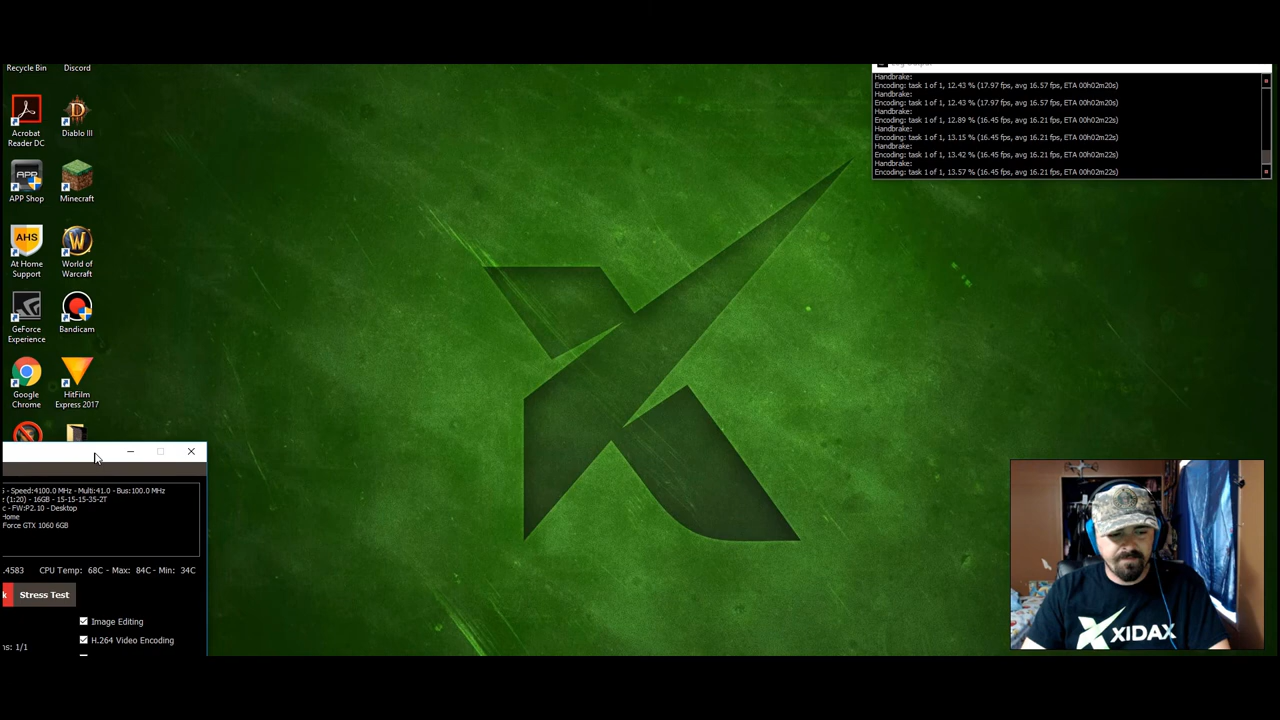 Recycle Bin
Discord
Acrobat
Reader DC
Diablo III
APP
APP Shop
Minecraft
AHS
At Home
Support
World of
Warcraft
GeForce
Experience
Bandicam
Google
Chrome
HitFilm
Express 2017
Handbrake:
Encoding: task 1 of 1, 12.43 % (17.97 fps, avg 16.57 fps, ETA 00h02m20s)
Handbrake:
Encoding: task 1 of 1, 12.43 % (17.97 fps, avg 16.57 fps, ETA 00h02m20s)
Handbrake:
Encoding: task 1 of 1, 12.89 % (16.45 fps, avg 16.21 fps, ETA 00h02m22s)
Handbrake:
Encoding: task 1 of 1, 13.15 % (16.45 fps, avg 16.21 fps, ETA 00h02m22s)
Handbrake:
Encoding: task 1 of 1, 13.42 % (16.45 fps, avg 16.21 fps, ETA 00h02m22s)
Handbrake:
Encoding: task 1 of 1, 13.57 % (16.45 fps, avg 16.21 fps, ETA 00h02m22s)
- Speed:4100.0 MHz - Multi:41.0 - Bus:100.0 MHz
(1:20) - 16GB - 15-15-15-35-2T
- FW:P2.10 - Desktop
Home
Force GTX 1060 6GB
.4583 CPU Temp: 68C - Max: 84C - Min: 34C
k Stress Test
Image Editing
H.264 Video Encoding
ns: 1/1
XIDAX